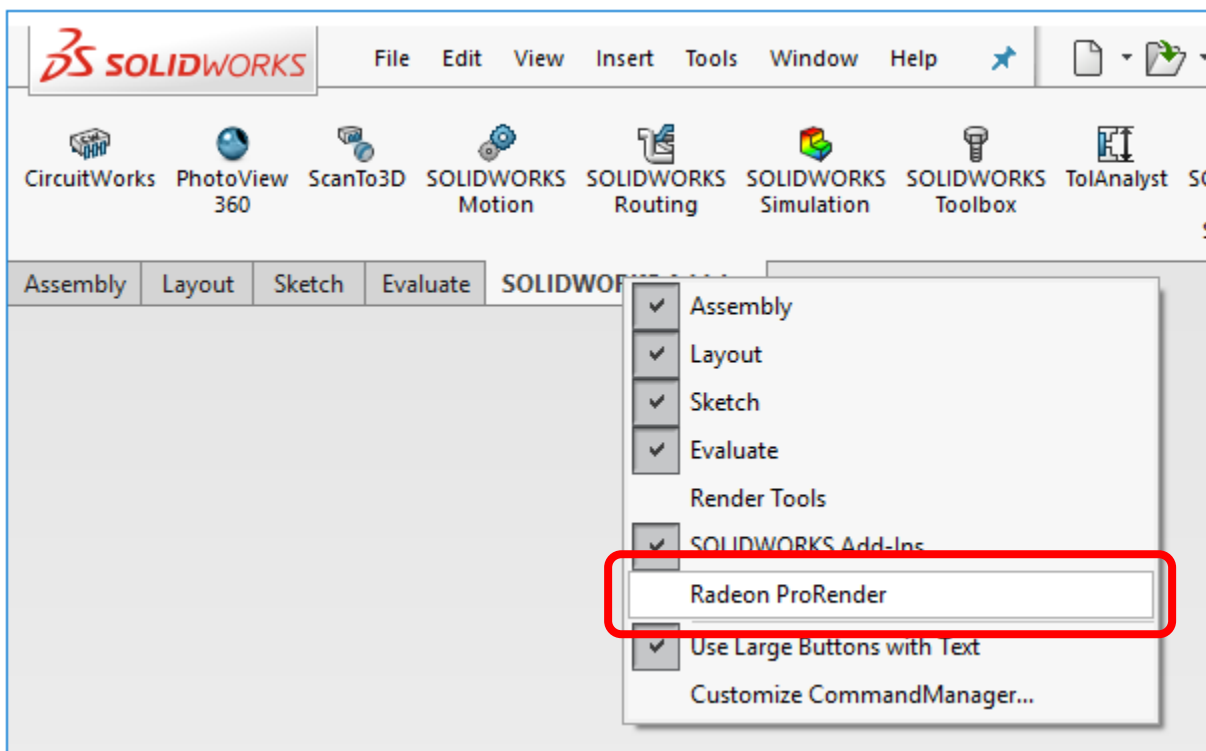 SOLIDWORKS File Edit View Insert Tools Window Help
CircuitWorks PhotoView 360 ScanTo3D SOLIDWORKS Motion SOLIDWORKS Routing SOLIDWORKS Simulation SOLIDWORKS Toolbox TolAnalyst
Assembly Layout Sketch Evaluate
Assembly
Layout
Sketch
Evaluate
Render Tools
SOLIDWORKS Add-Ins
Radeon ProRender
Use Large Buttons with Text
Customize CommandManager...